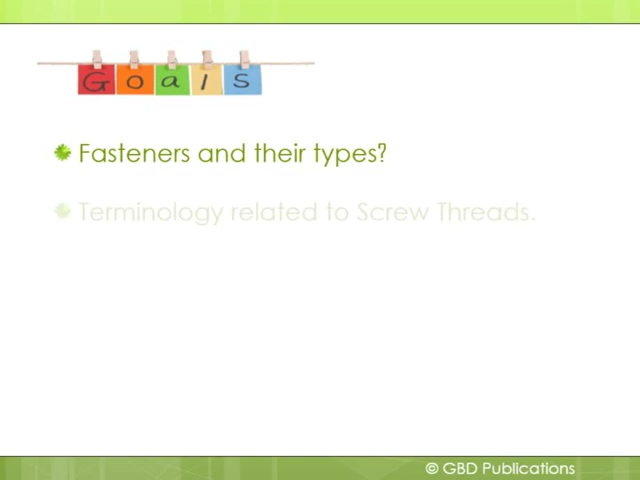 Goals
Fasteners and their types?
Terminology related to Screw Threads.
© GBD Publications